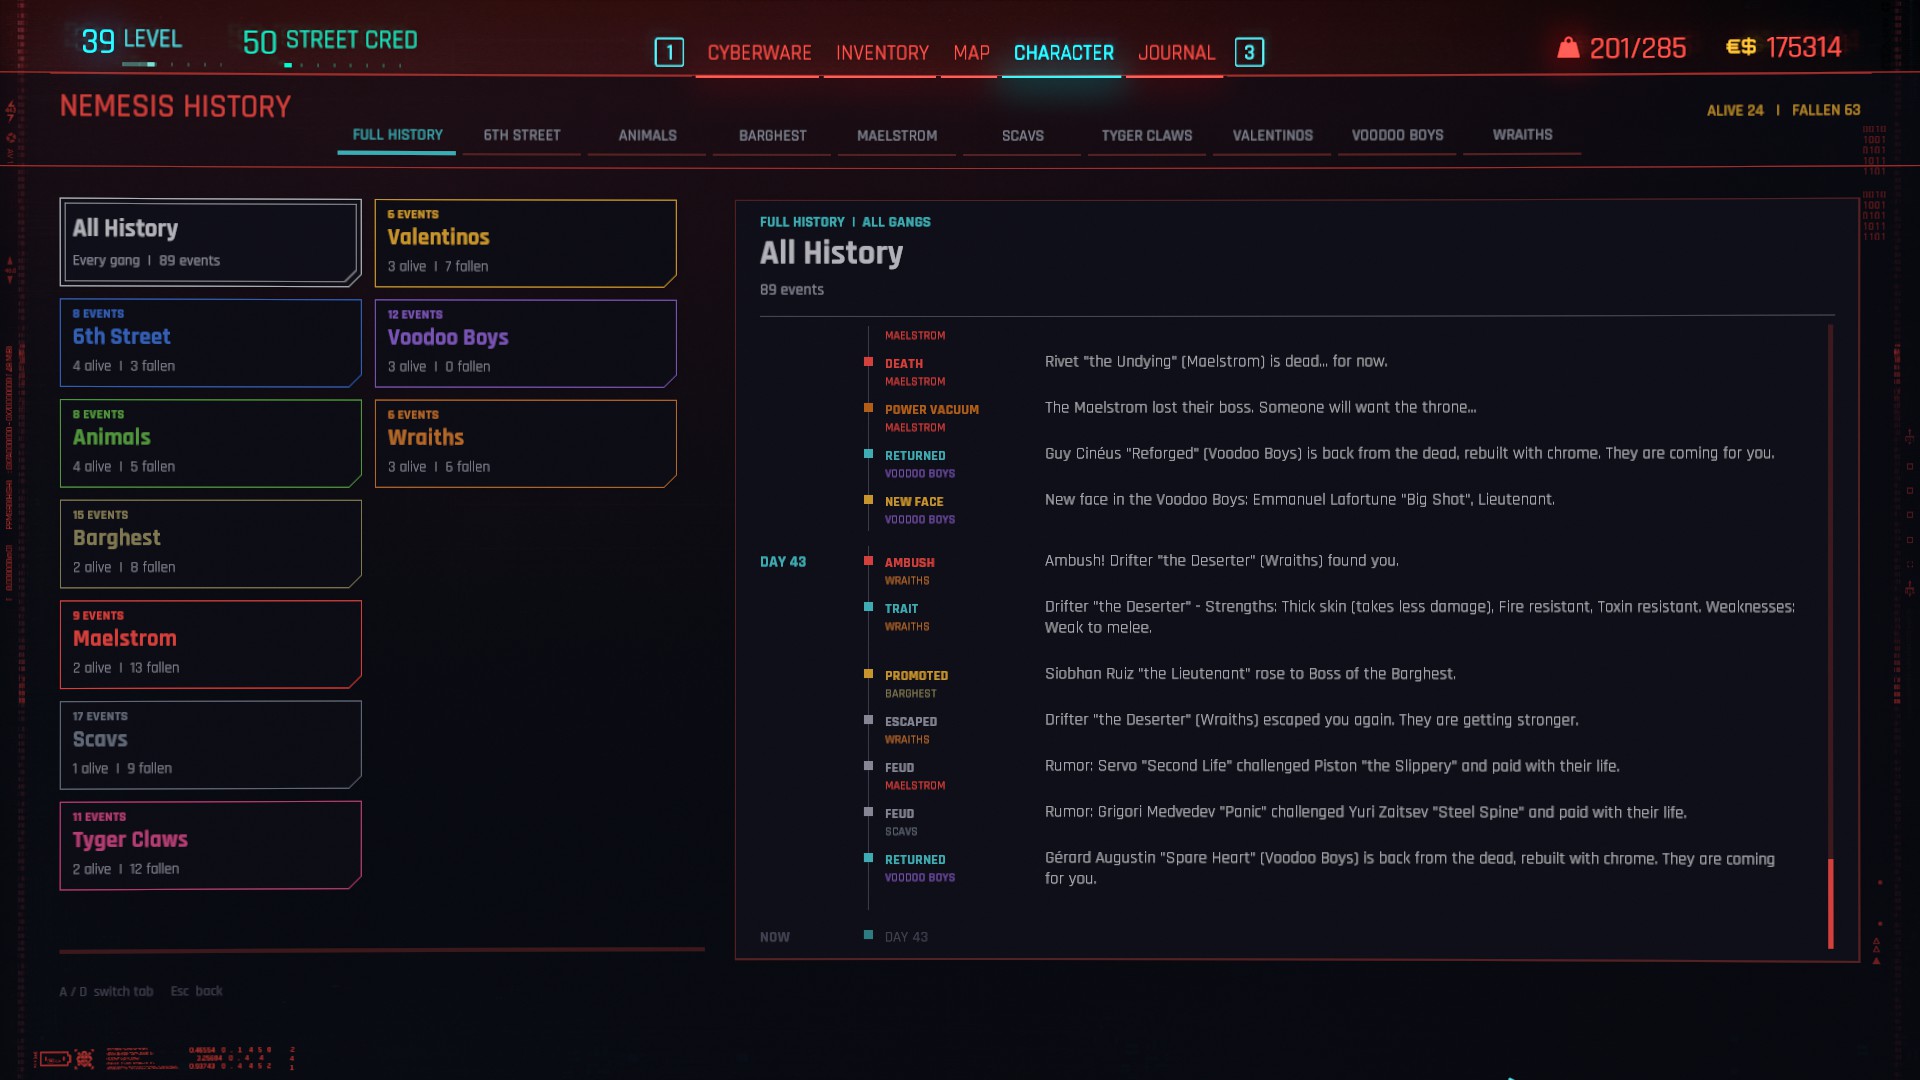 39 LEVEL
50 STREET CRED
1 CYBERWARE INVENTORY MAP CHARACTER JOURNAL 3
201/285
€$ 175314
NEMESIS HISTORY
ALIVE 24 | FALLEN 63
FULL HISTORY 6TH STREET ANIMALS BARGHEST MAELSTROM SCAVS TYGER CLAWS VALENTINOS VOODOO BOYS WRAITHS
All History
Every gang | 89 events
6 EVENTS
Valentinos
3 alive | 7 fallen
8 EVENTS
6th Street
4 alive | 3 fallen
12 EVENTS
Voodoo Boys
3 alive | 0 fallen
8 EVENTS
Animals
4 alive | 5 fallen
6 EVENTS
Wraiths
3 alive | 6 fallen
15 EVENTS
Barghest
2 alive | 8 fallen
9 EVENTS
Maelstrom
2 alive | 13 fallen
17 EVENTS
Scavs
1 alive | 9 fallen
11 EVENTS
Tyger Claws
2 alive | 12 fallen
FULL HISTORY | ALL GANGS
All History
89 events
MAELSTROM
DEATH
MAELSTROM
Rivet "the Undying" (Maelstrom) is dead... for now.
POWER VACUUM
MAELSTROM
The Maelstrom lost their boss. Someone will want the throne...
RETURNED
VOODOO BOYS
Guy Cinéus "Reforged" (Voodoo Boys) is back from the dead, rebuilt with chrome. They are coming for you.
NEW FACE
VOODOO BOYS
New face in the Voodoo Boys: Emmanuel Lafortune "Big Shot", Lieutenant.
DAY 43
AMBUSH
WRAITHS
Ambush! Drifter "the Deserter" (Wraiths) found you.
TRAIT
WRAITHS
Drifter "the Deserter" - Strengths: Thick skin (takes less damage), Fire resistant, Toxin resistant. Weaknesses:
Weak to melee.
PROMOTED
BARGHEST
Siobhan Ruiz "the Lieutenant" rose to Boss of the Barghest.
ESCAPED
WRAITHS
Drifter "the Deserter" (Wraiths) escaped you again. They are getting stronger.
FEUD
MAELSTROM
Rumor: Servo "Second Life" challenged Piston "the Slippery" and paid with their life.
FEUD
SCAVS
Rumor: Grigori Medvedev "Panic" challenged Yuri Zaitsev "Steel Spine" and paid with their life.
RETURNED
VOODOO BOYS
Gérard Augustin "Spare Heart" (Voodoo Boys) is back from the dead, rebuilt with chrome. They are coming
for you.
NOW
DAY 43
A / D switch tab Esc back